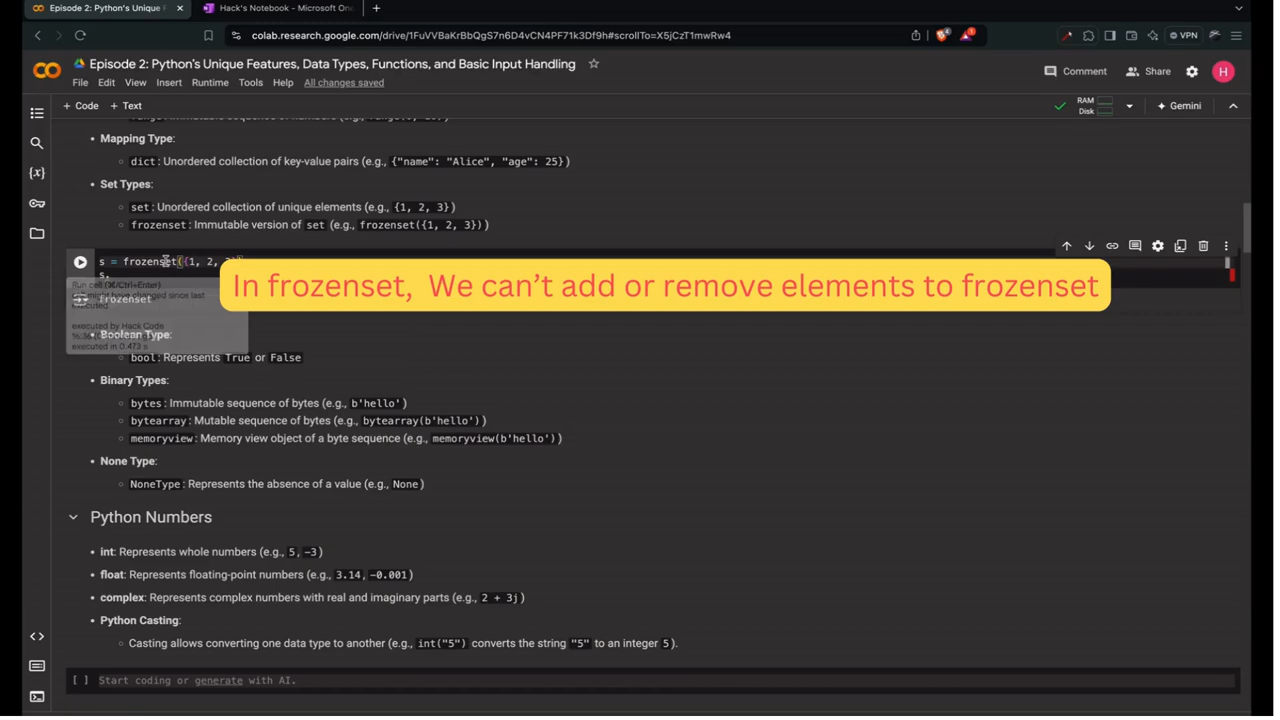 Episode 2: Python's Unique F
Hack's Notebook - Microsoft On
colab.research.google.com/drive/1FuVVBaKrBbQgS7n6D4vCN4PF71k3Df9h#scrollTo=X5jCzT1mwRw4
VPN
Episode 2: Python's Unique Features, Data Types, Functions, and Basic Input Handling
Comment
Share
H
File Edit View Insert Runtime Tools Help All changes saved
+ Code + Text
RAM
Disk
Gemini
Mapping Type:
dict: Unordered collection of key-value pairs (e.g., {"name": "Alice", "age": 25})
Set Types:
set: Unordered collection of unique elements (e.g., {1, 2, 3})
frozenset: Immutable version of set (e.g., frozenset({1, 2, 3}))
s = frozenset({1, 2,
s.
In frozenset, We can't add or remove elements to frozenset
Run cell (⌘/Ctrl+Enter)
frozenset
executed
executed by Hack Code
executed in 0.473 s
Boolean Type:
bool: Represents True or False
Binary Types:
bytes: Immutable sequence of bytes (e.g., b'hello')
bytearray: Mutable sequence of bytes (e.g., bytearray(b'hello'))
memoryview: Memory view object of a byte sequence (e.g., memoryview(b'hello'))
None Type:
NoneType: Represents the absence of a value (e.g., None)
Python Numbers
int: Represents whole numbers (e.g., 5, -3)
float: Represents floating-point numbers (e.g., 3.14, -0.001)
complex: Represents complex numbers with real and imaginary parts (e.g., 2 + 3j)
Python Casting:
Casting allows converting one data type to another (e.g., int("5") converts the string "5" to an integer 5).
[ ] Start coding or generate with AI.